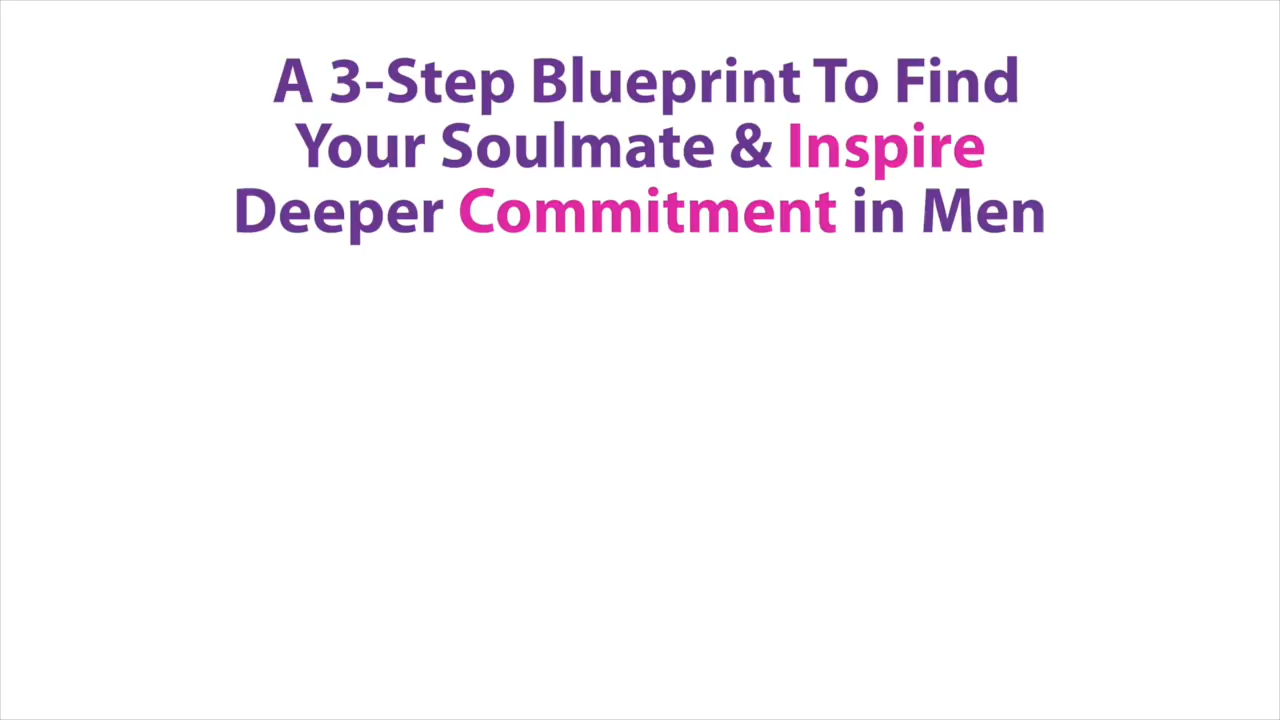 A 3-Step Blueprint To Find
Your Soulmate & Inspire
Deeper Commitment in Men